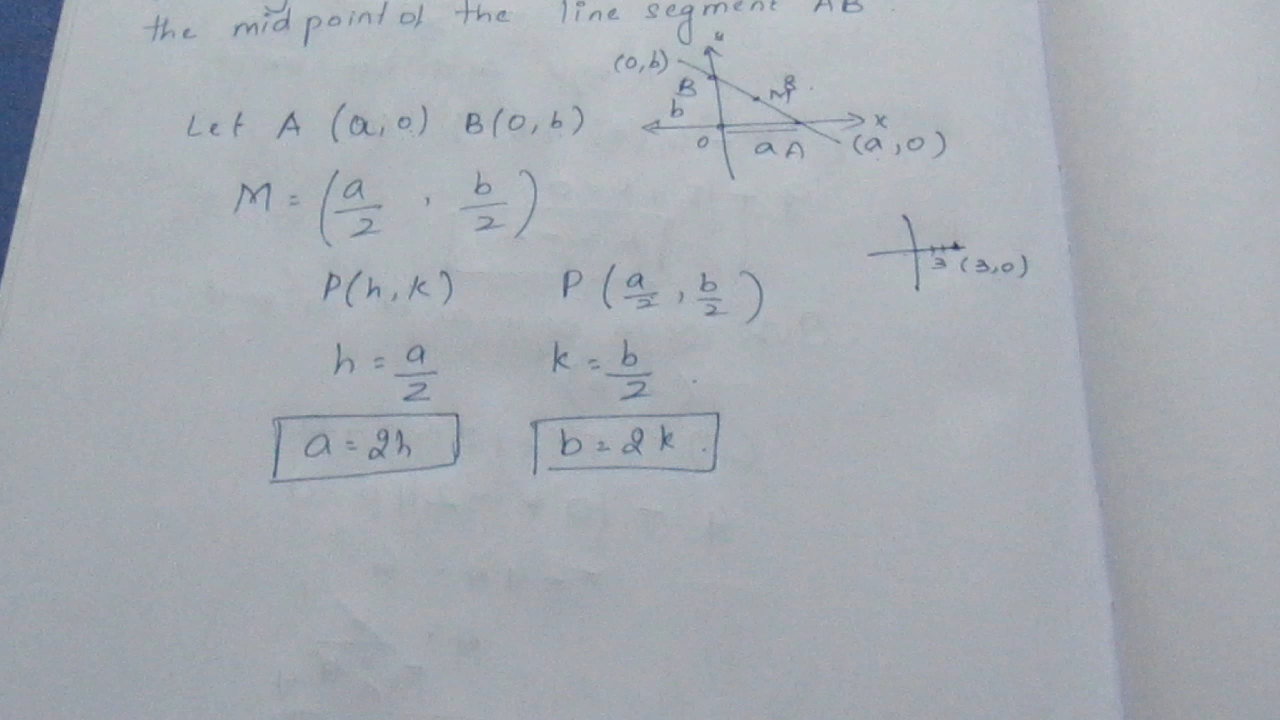 the midpoint of the line segment AB
(0,b)
B
M P
b
Let A (a,0) B(0,b)
x
0 a A (a,0)
M = (a/2, b/2)
3 (3,0)
P(h,k) P(a/2, b/2)
h = a/2 k = b/2
a = 2h b = 2k.